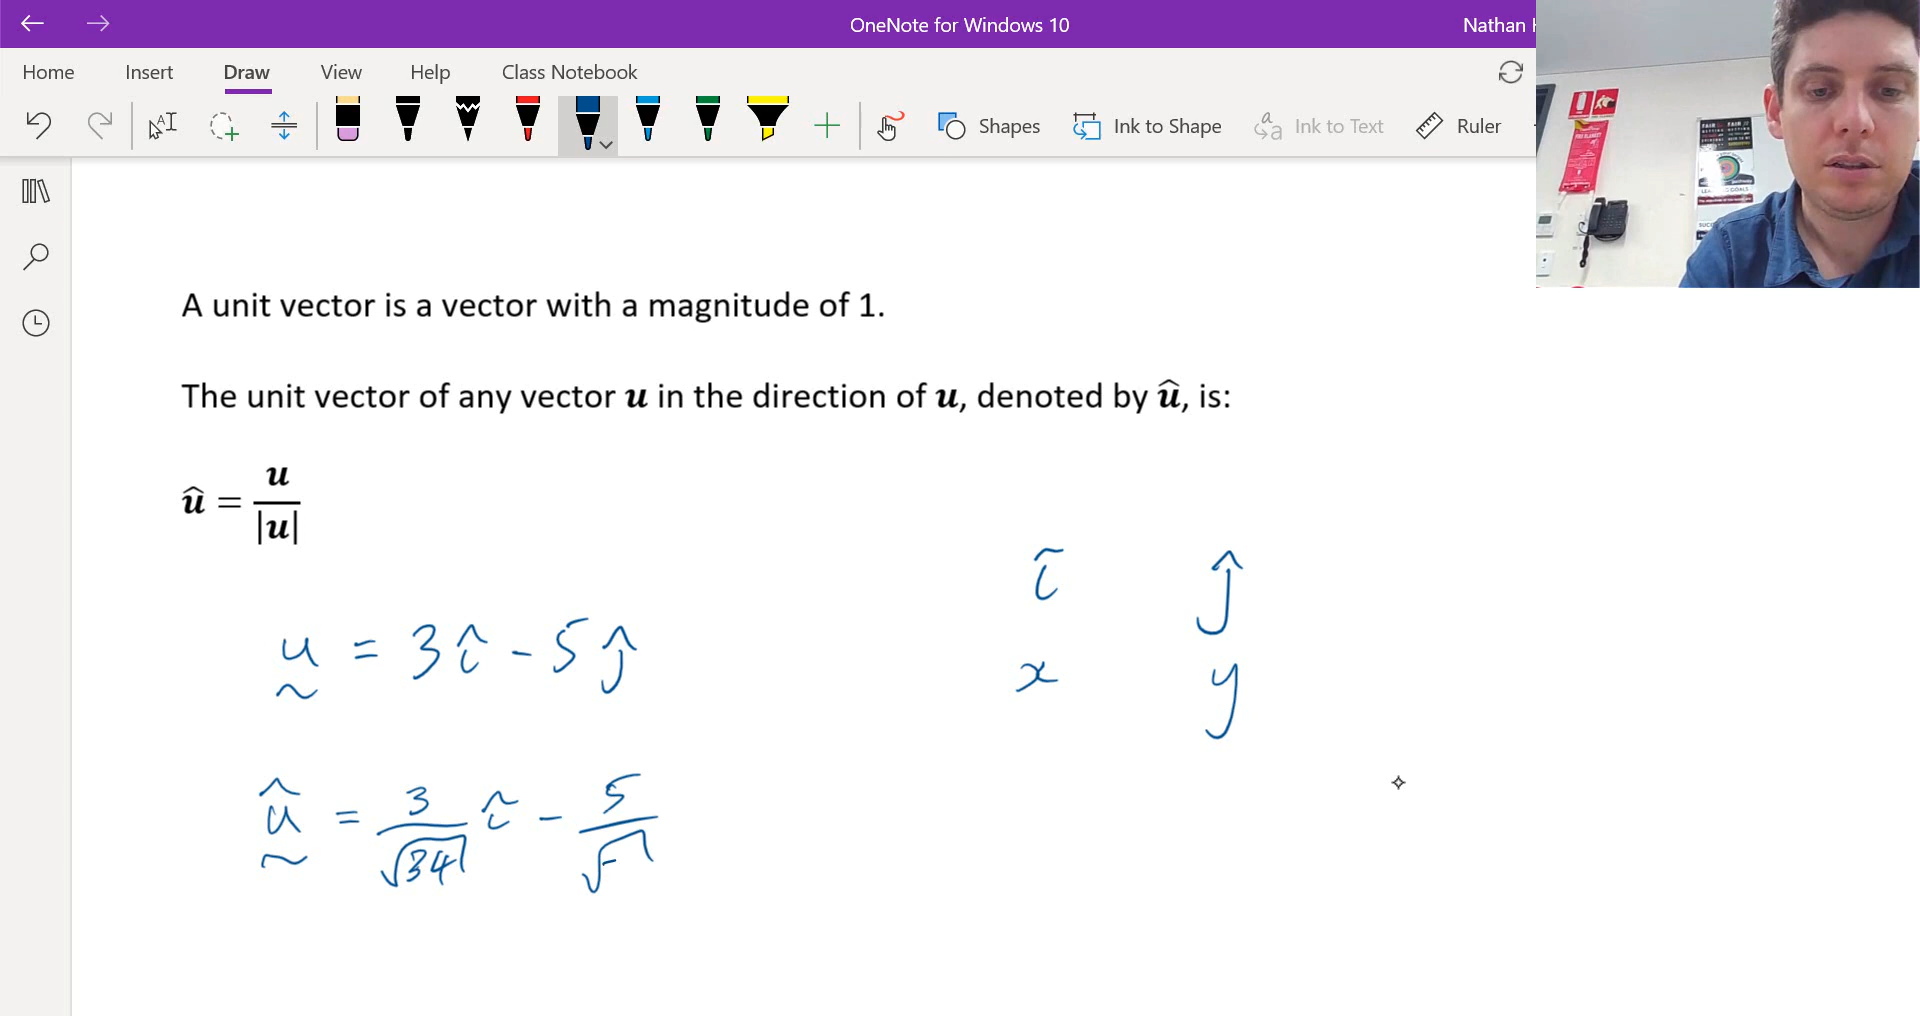 OneNote for Windows 10
Nathan
Home Insert Draw View Help Class Notebook
Shapes Ink to Shape Ink to Text Ruler
A unit vector is a vector with a magnitude of 1.
The unit vector of any vector u in the direction of u, denoted by û, is:
û = u / |u|
î ĵ
u = 3î - 5ĵ
x y
û = 3/√34 î - 5/√